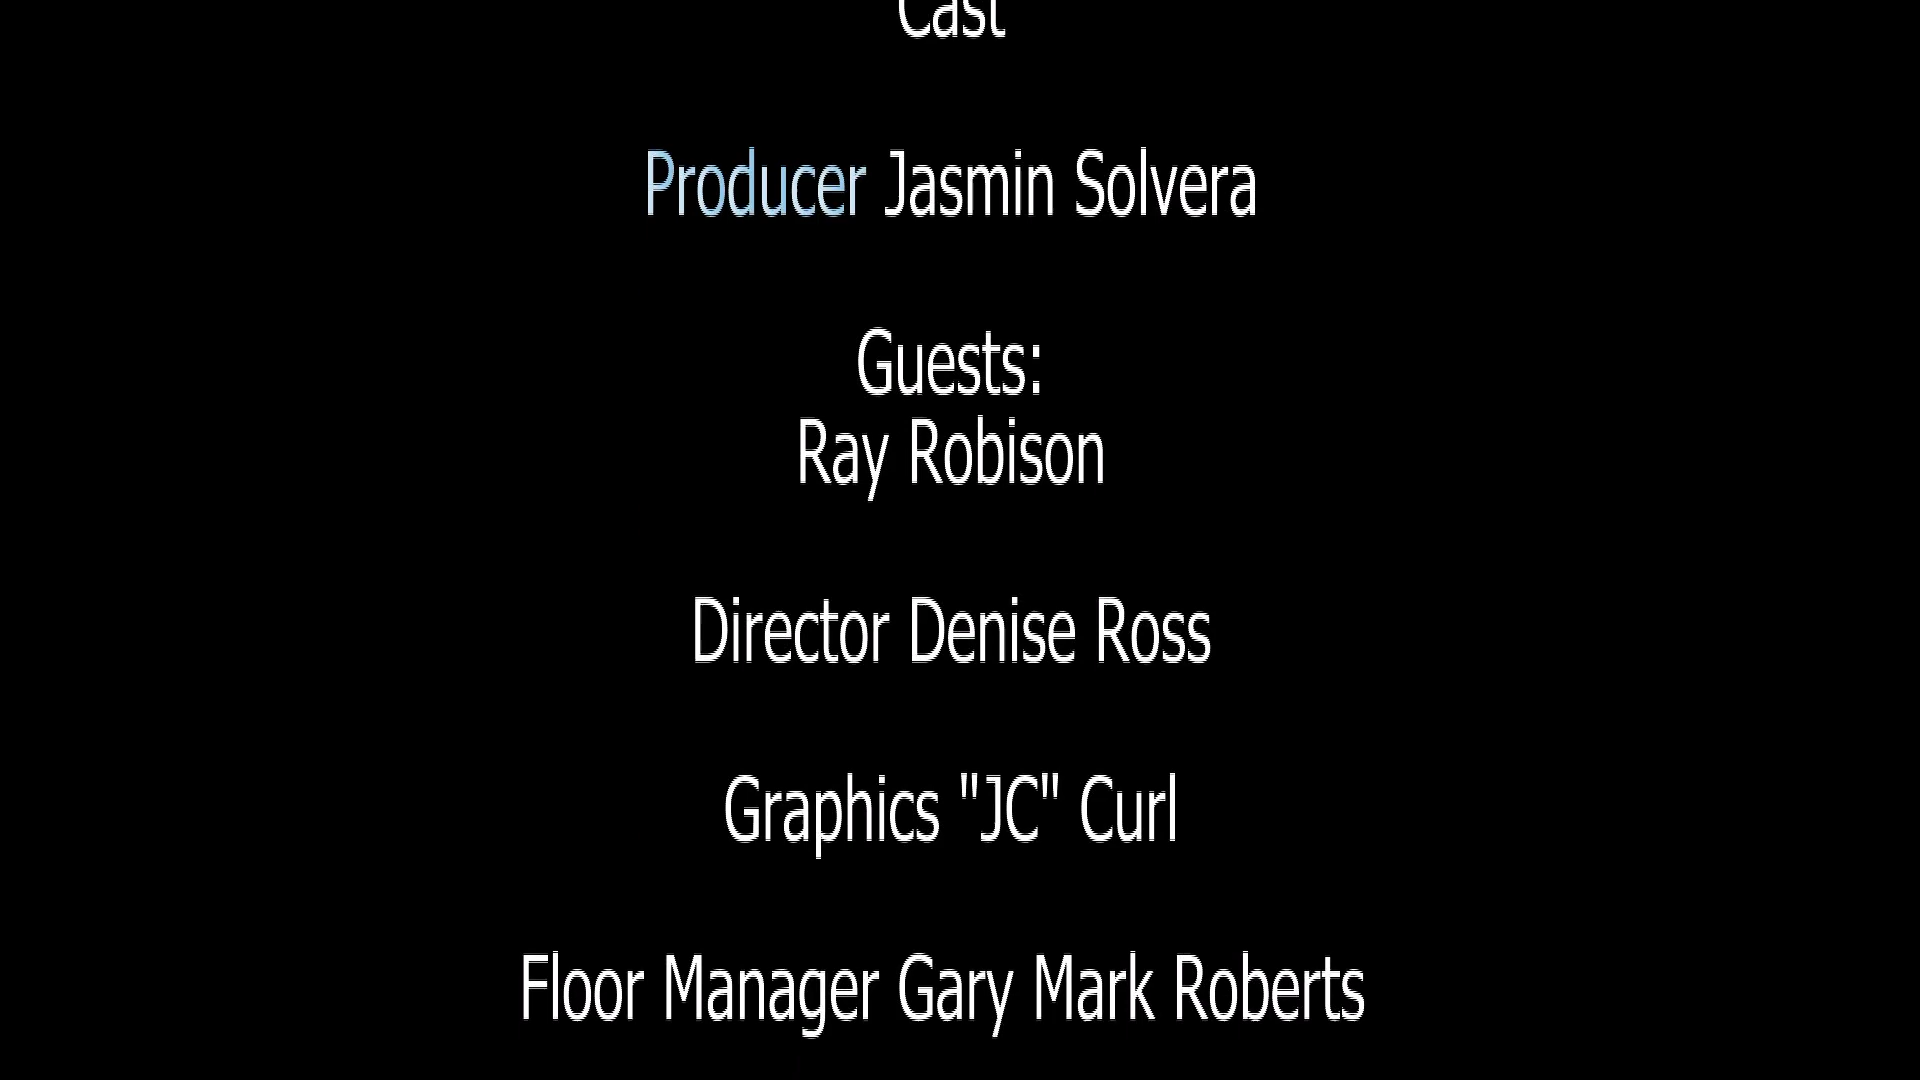 Cast
Producer Jasmin Solvera
Guests:
Ray Robison
Director Denise Ross
Graphics "JC" Curl
Floor Manager Gary Mark Roberts